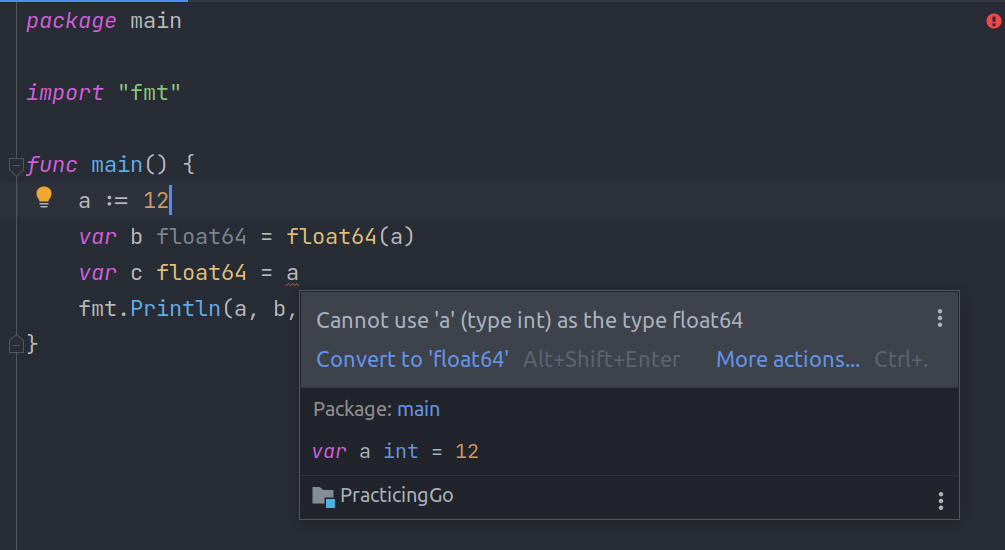 package main
import "fmt"
func main() {
a := 12
var b float64 = float64(a)
var c float64 = a
fmt.Println(a, b,
}
Cannot use 'a' (type int) as the type float64
Convert to 'float64' Alt+Shift+Enter More actions... Ctrl+.
Package: main
var a int = 12
PracticingGo